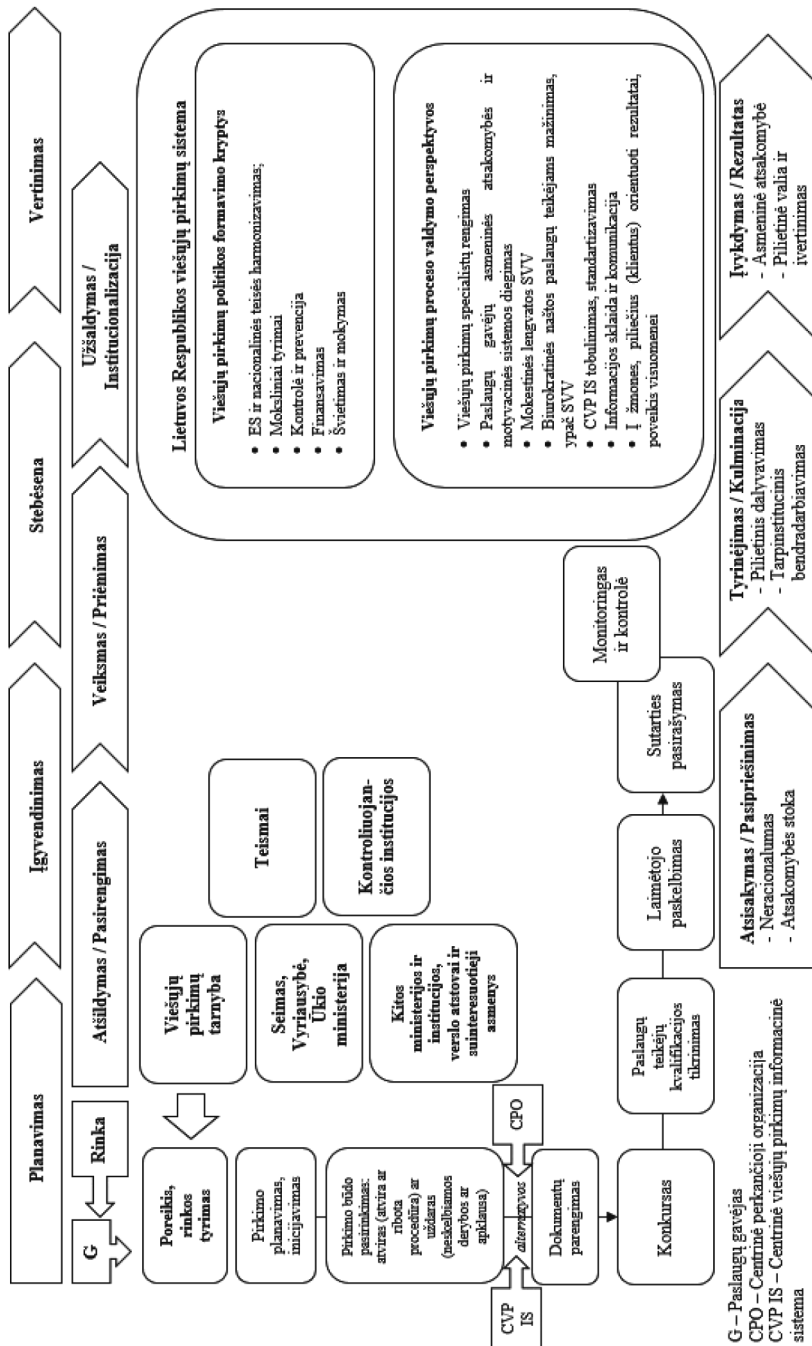 Planavimas
Įgyvendinimas
Stebėsena
Vertinimas
Atšildymas / Pasirengimas
Veiksmas / Priėmimas
Užšaldymas /
Institucionalizacija
G
Rinka
Poreikis,
rinkos
tyrimas
Viešųjų
pirkimų
tarnyba
Teismai
Pirkimo
planavimas,
inicijavimas
Seimas,
Vyriausybė,
Ūkio
ministerija
Kontroliuojan-
čios institucijos
Pirkimo būdo
pasirinkimas:
atviras (atvira ar
ribota
procedūra) ar
uždaras
(neskelbiamos
derybos ar
apklausa)
Kitos
ministerijos ir
institucijos,
verslo atstovai ir
suinteresuotieji
asmenys
CVP
IS
alternatyvos
CPO
Dokumentų
parengimas
Konkursas
Paslaugų
teikėjų
kvalifikacijos
tikrinimas
Laimėtojo
paskelbimas
Sutarties
pasirašymas
Monitoringas
ir kontrolė
Lietuvos Respublikos viešųjų pirkimų sistema
Viešųjų pirkimų politikos formavimo kryptys
• ES ir nacionalinės teisės harmonizavimas;
• Moksliniai tyrimai
• Kontrolė ir prevencija
• Finansavimas
• Švietimas ir mokymas
Viešųjų pirkimų proceso valdymo perspektyvos
• Viešųjų pirkimų specialistų rengimas
• Paslaugų gavėjų asmeninės atsakomybės ir
motyvacinės sistemos diegimas
• Mokestinės lengvatos SVV
• Biurokratinės naštos paslaugų teikėjams mažinimas,
ypač SVV
• CVP IS tobulinimas, standartizavimas
• Informacijos sklaida ir komunikacija
• Į žmones, piliečius (klientus) orientuoti rezultatai,
poveikis visuomenei
Atsisakymas / Pasipriešinimas
- Neracionalumas
- Atsakomybės stoka
Tyrinėjimas / Kulminacija
- Pilietinis dalyvavimas
- Tarpinstitucinis
bendradarbiavimas
Įvykdymas / Rezultatas
- Asmeninė atsakomybė
- Pilietinė valia ir
įvertinimas
G – Paslaugų gavėjas
CPO – Centrinė perkančioji organizacija
CVP IS – Centrinė viešųjų pirkimų informacinė
sistema